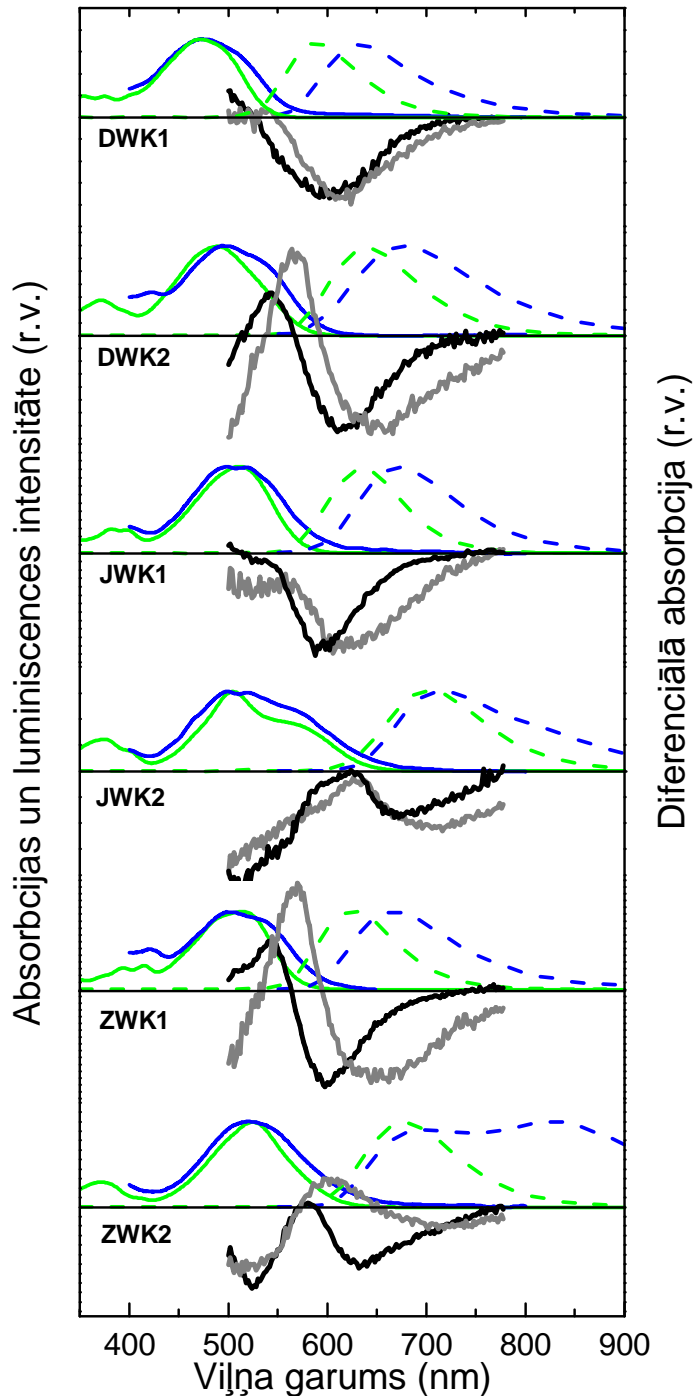 Absorbcijas un luminiscences intensitāte (r.v.)
DWK1
DWK2
JWK1
JWK2
ZWK1
ZWK2
Diferenciālā absorbcija (r.v.)
400 500 600 700 800 900
Viļņa garums (nm)